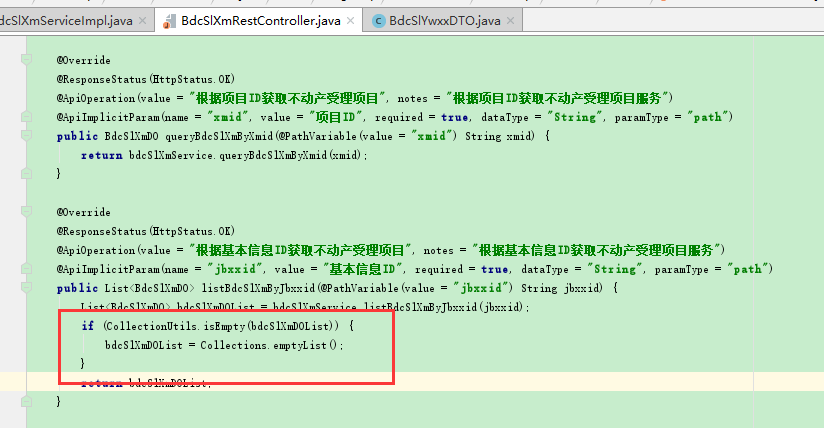 dcSlXmServiceImpl.java × BdcSlXmRestController.java × BdcSlYwxxDTO.java ×
@Override
@ResponseStatus(HttpStatus.OK)
@ApiOperation(value = "根据项目ID获取不动产受理项目", notes = "根据项目ID获取不动产受理项目服务")
@ApiImplicitParam(name = "xmid", value = "项目ID", required = true, dataType = "String", paramType = "path")
public BdcSlXmDO queryBdcSlXmByXmid(@PathVariable(value = "xmid") String xmid) {
return bdcSlXmService.queryBdcSlXmByXmid(xmid);
}
@Override
@ResponseStatus(HttpStatus.OK)
@ApiOperation(value = "根据基本信息ID获取不动产受理项目", notes = "根据基本信息ID获取不动产受理项目服务")
@ApiImplicitParam(name = "jbxxid", value = "基本信息ID", required = true, dataType = "String", paramType = "path")
public List<BdcSlXmDO> listBdcSlXmByJbxxid(@PathVariable(value = "jbxxid") String jbxxid) {
List<BdcSlXmDO> bdcSlXmDOList = bdcSlXmService.listBdcSlXmByJbxxid(jbxxid);
if (CollectionUtils.isEmpty(bdcSlXmDOList)) {
bdcSlXmDOList = Collections.emptyList();
}
return bdcSlXmDOList;
}